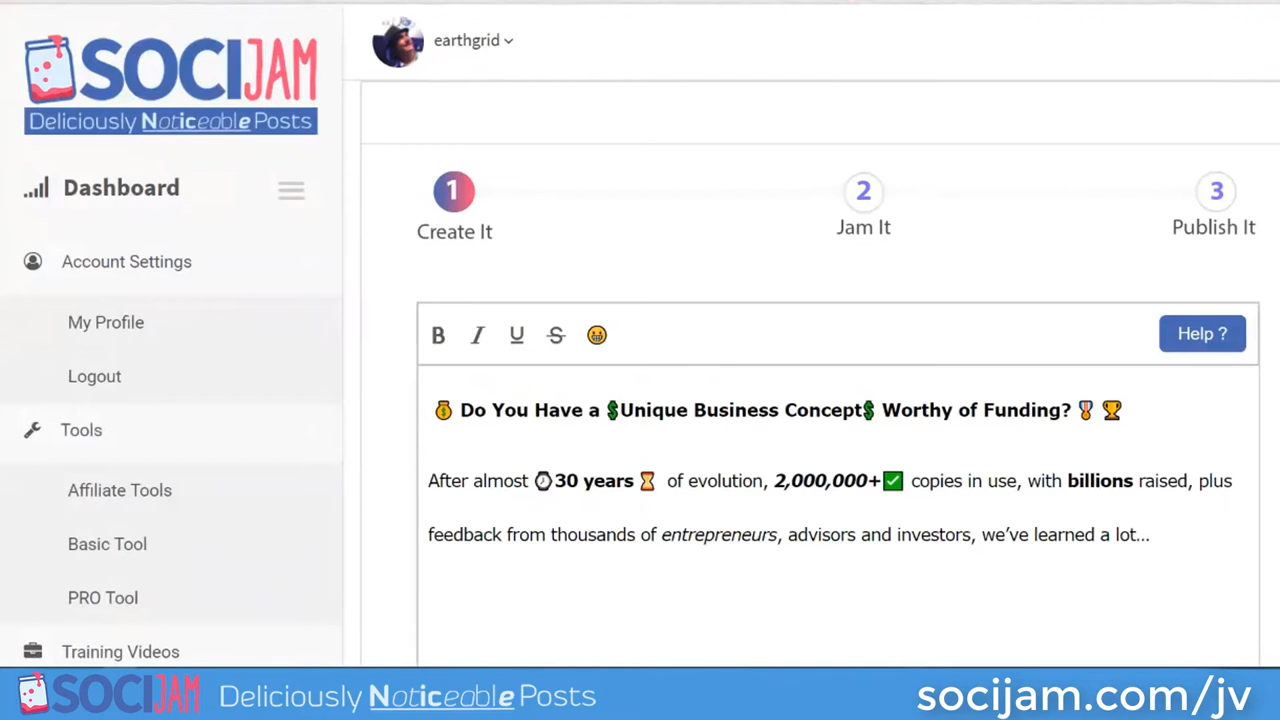 SOCIJAM
Deliciously Noticeable Posts
earthgrid
Dashboard
Account Settings
My Profile
Logout
Tools
Affiliate Tools
Basic Tool
PRO Tool
Training Videos
1
2
3
Create It
Jam It
Publish It
B I U S 😀 Help ?
💰 Do You Have a 💲Unique Business Concept💲 Worthy of Funding? 🎖 🏆
After almost ⌚30 years ⌛ of evolution, 2,000,000+✅ copies in use, with billions raised, plus
feedback from thousands of entrepreneurs, advisors and investors, we’ve learned a lot...
SOCIJAM Deliciously Noticeable Posts socijam.com/jv